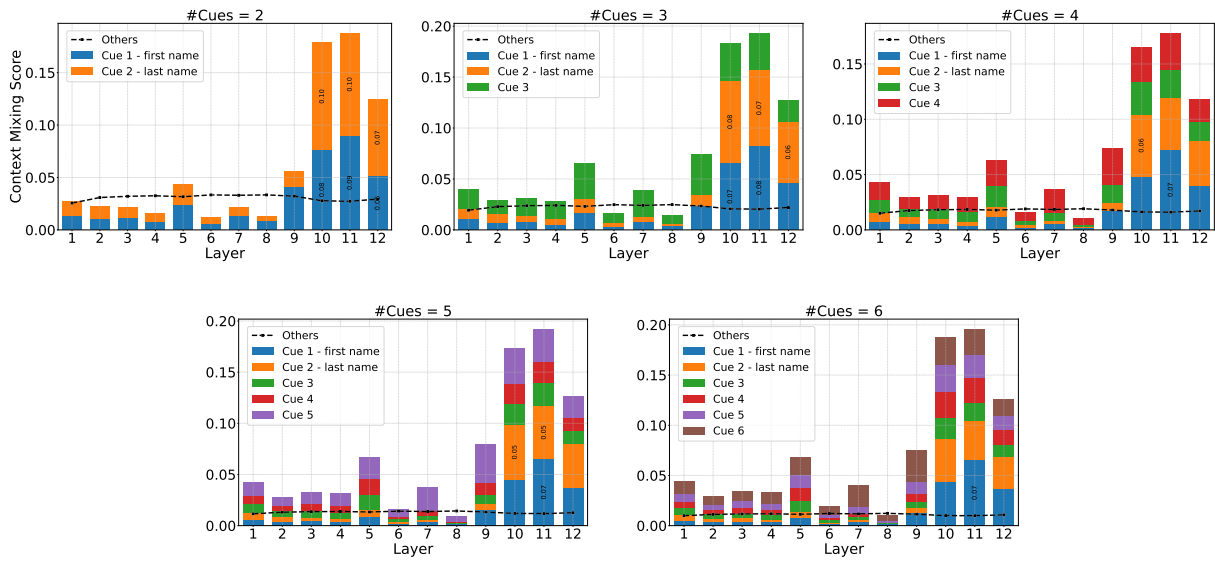 #Cues = 2
Others
Cue 1 - first name
Cue 2 - last name
Context Mixing Score
0.15
0.10
0.05
0.00
0.10
0.10
0.07
0.08
0.09
0.05
1 2 3 4 5 6 7 8 9 10 11 12
Layer
#Cues = 3
Others
Cue 1 - first name
Cue 2 - last name
Cue 3
0.20
0.15
0.10
0.05
0.00
0.08
0.07
0.06
0.07
0.08
1 2 3 4 5 6 7 8 9 10 11 12
Layer
#Cues = 4
Others
Cue 1 - first name
Cue 2 - last name
Cue 3
Cue 4
0.15
0.10
0.05
0.00
0.06
0.07
1 2 3 4 5 6 7 8 9 10 11 12
Layer
#Cues = 5
Others
Cue 1 - first name
Cue 2 - last name
Cue 3
Cue 4
Cue 5
0.20
0.15
0.10
0.05
0.00
0.05
0.05
0.07
1 2 3 4 5 6 7 8 9 10 11 12
Layer
#Cues = 6
Others
Cue 1 - first name
Cue 2 - last name
Cue 3
Cue 4
Cue 5
Cue 6
0.20
0.15
0.10
0.05
0.00
0.07
1 2 3 4 5 6 7 8 9 10 11 12
Layer